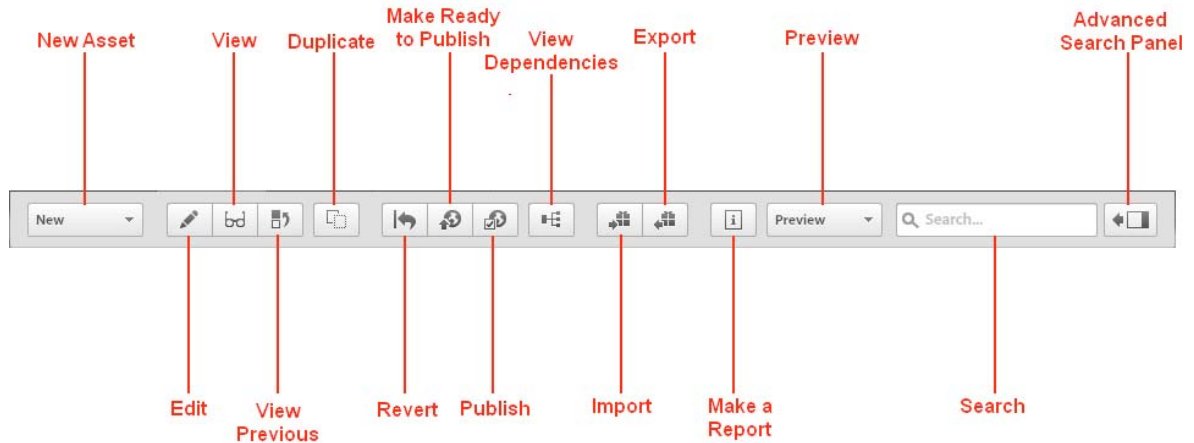 New Asset
View
Duplicate
Make Ready
to Publish
View
Dependencies
Export
Preview
Advanced
Search Panel
New
i
Preview
Search...
Edit
View
Previous
Revert
Publish
Import
Make a
Report
Search